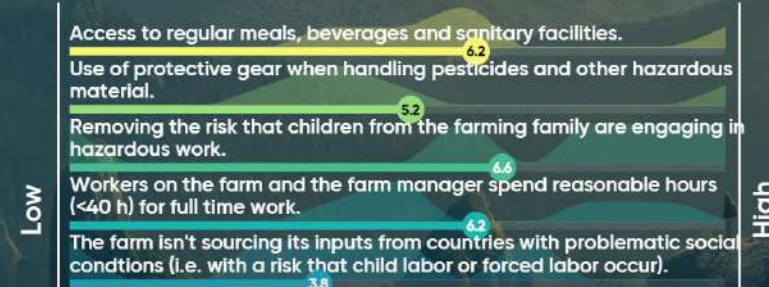 Access to regular meals, beverages and sanitary facilities.
6.2
Use of protective gear when handling pesticides and other hazardous
material.
5.2
Removing the risk that children from the farming family are engaging in
hazardous work.
6.6
Workers on the farm and the farm manager spend reasonable hours
(<40 h) for full time work.
6.2
The farm isn't sourcing its inputs from countries with problematic social
condtions (i.e. with a risk that child labor or forced labor occur).
3.8
Low
High